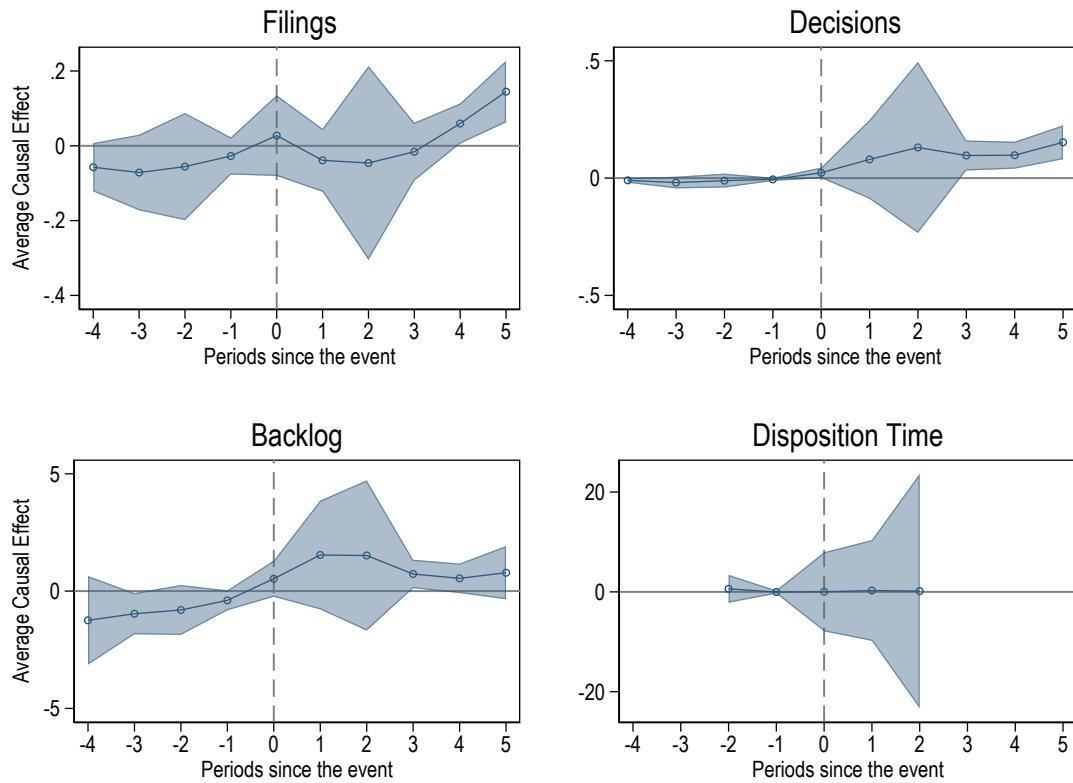 Filings
Average Causal Effect
.2
0
-.2
-.4
-4 -3 -2 -1 0 1 2 3 4 5
Periods since the event
Decisions
.5
0
-.5
-4 -3 -2 -1 0 1 2 3 4 5
Periods since the event
Backlog
Average Causal Effect
5
0
-5
-4 -3 -2 -1 0 1 2 3 4 5
Periods since the event
Disposition Time
20
0
-20
-4 -3 -2 -1 0 1 2 3 4 5
Periods since the event